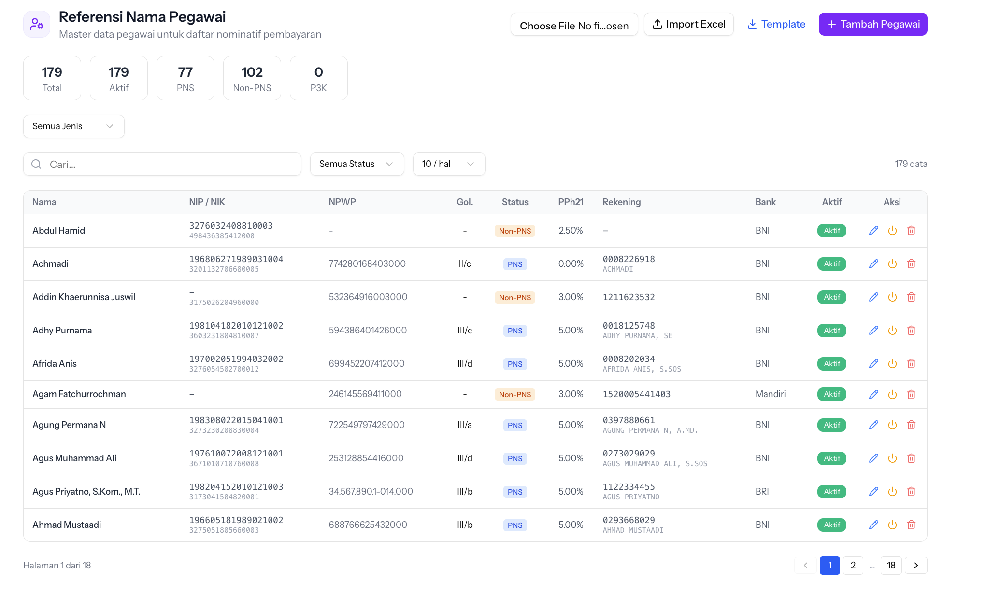 Referensi Nama Pegawai
Master data pegawai untuk daftar nominatif pembayaran
Choose File No fi...osen
Import Excel
Template
+ Tambah Pegawai
179
Total
179
Aktif
77
PNS
102
Non-PNS
0
P3K
Semua Jenis
Cari...
Semua Status
10 / hal
179 data
Nama NIP / NIK NPWP Gol. Status PPh21 Rekening Bank Aktif Aksi
Abdul Hamid 3276032408810003 - - Non-PNS 2.50% – BNI Aktif
498436385412000
Achmadi 196806271989031004 774280168403000 II/c PNS 0.00% 0008226918 BNI Aktif
3201132706680005 ACHMADI
Addin Khaerunnisa Juswil – 532364916003000 - Non-PNS 3.00% 1211623532 BNI Aktif
3175026204960000
Adhy Purnama 198104182010121002 594386401426000 III/c PNS 5.00% 0018125748 BNI Aktif
3603231804810007 ADHY PURNAMA, SE
Afrida Anis 197002051994032002 699452207412000 III/d PNS 5.00% 0008202034 BNI Aktif
3276054502700012 AFRIDA ANIS, S.SOS
Agam Fatchurrochman – 246145569411000 - Non-PNS 3.00% 1520005441403 Mandiri Aktif
Agung Permana N 198308022015041001 722549797429000 III/a PNS 5.00% 0397880661 BNI Aktif
3273230208830004 AGUNG PERMANA N, A.MD.
Agus Muhammad Ali 197610072008121001 253128854416000 III/d PNS 5.00% 0273029029 BNI Aktif
3671010710760008 AGUS MUHAMMAD ALI, S.SOS
Agus Priyatno, S.Kom., M.T. 198204152010121003 34.567.890.1-014.000 III/b PNS 5.00% 1122334455 BRI Aktif
3173041504820001 AGUS PRIYATNO
Ahmad Mustaadi 196605181989021002 688766625432000 III/b PNS 5.00% 0293668029 BNI Aktif
3275051805660003 AHMAD MUSTAADI
Halaman 1 dari 18
1 2 ... 18